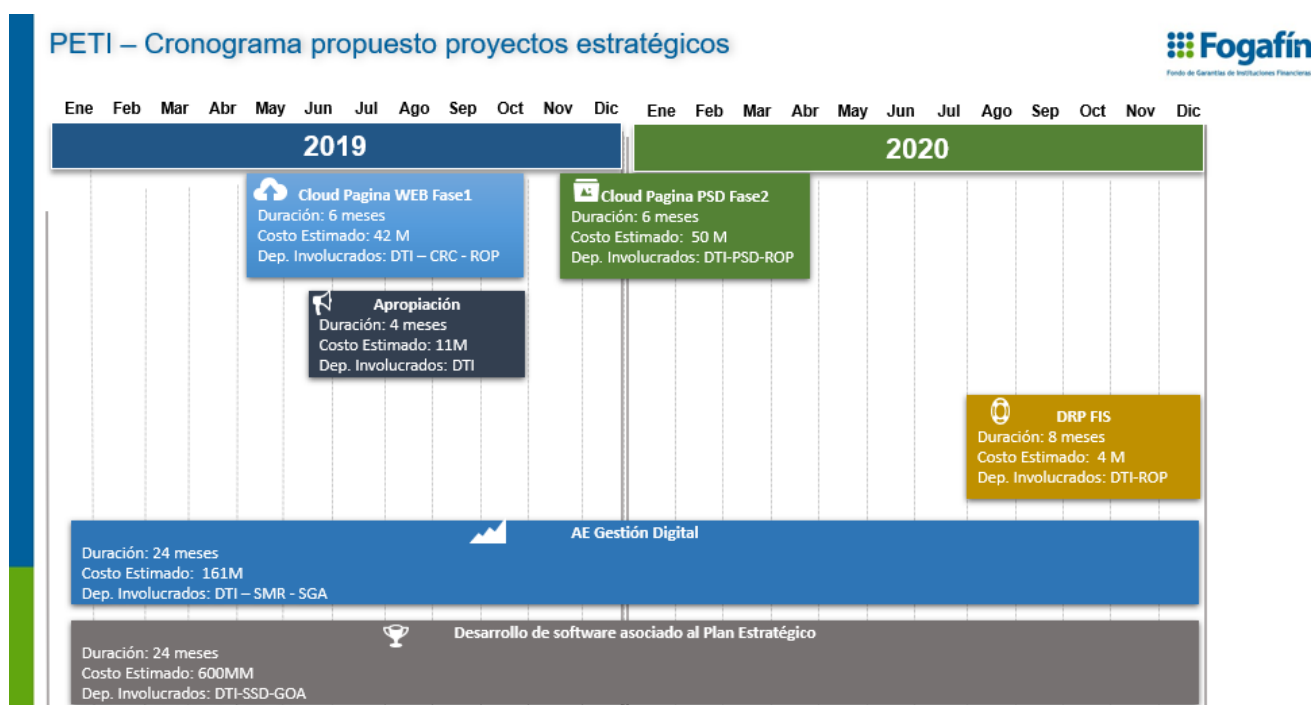 PETI – Cronograma propuesto proyectos estratégicos
Fogafín
Fondo de Garantías de Instituciones Financieras
Ene Feb Mar Abr May Jun Jul Ago Sep Oct Nov Dic Ene Feb Mar Abr May Jun Jul Ago Sep Oct Nov Dic
2019 2020
Cloud Pagina WEB Fase1
Duración: 6 meses
Costo Estimado: 42 M
Dep. Involucrados: DTI – CRC - ROP
Cloud Pagina PSD Fase2
Duración: 6 meses
Costo Estimado: 50 M
Dep. Involucrados: DTI-PSD-ROP
Apropiación
Duración: 4 meses
Costo Estimado: 11M
Dep. Involucrados: DTI
DRP FIS
Duración: 8 meses
Costo Estimado: 4 M
Dep. Involucrados: DTI-ROP
AE Gestión Digital
Duración: 24 meses
Costo Estimado: 161M
Dep. Involucrados: DTI – SMR - SGA
Desarrollo de software asociado al Plan Estratégico
Duración: 24 meses
Costo Estimado: 600MM
Dep. Involucrados: DTI-SSD-GOA